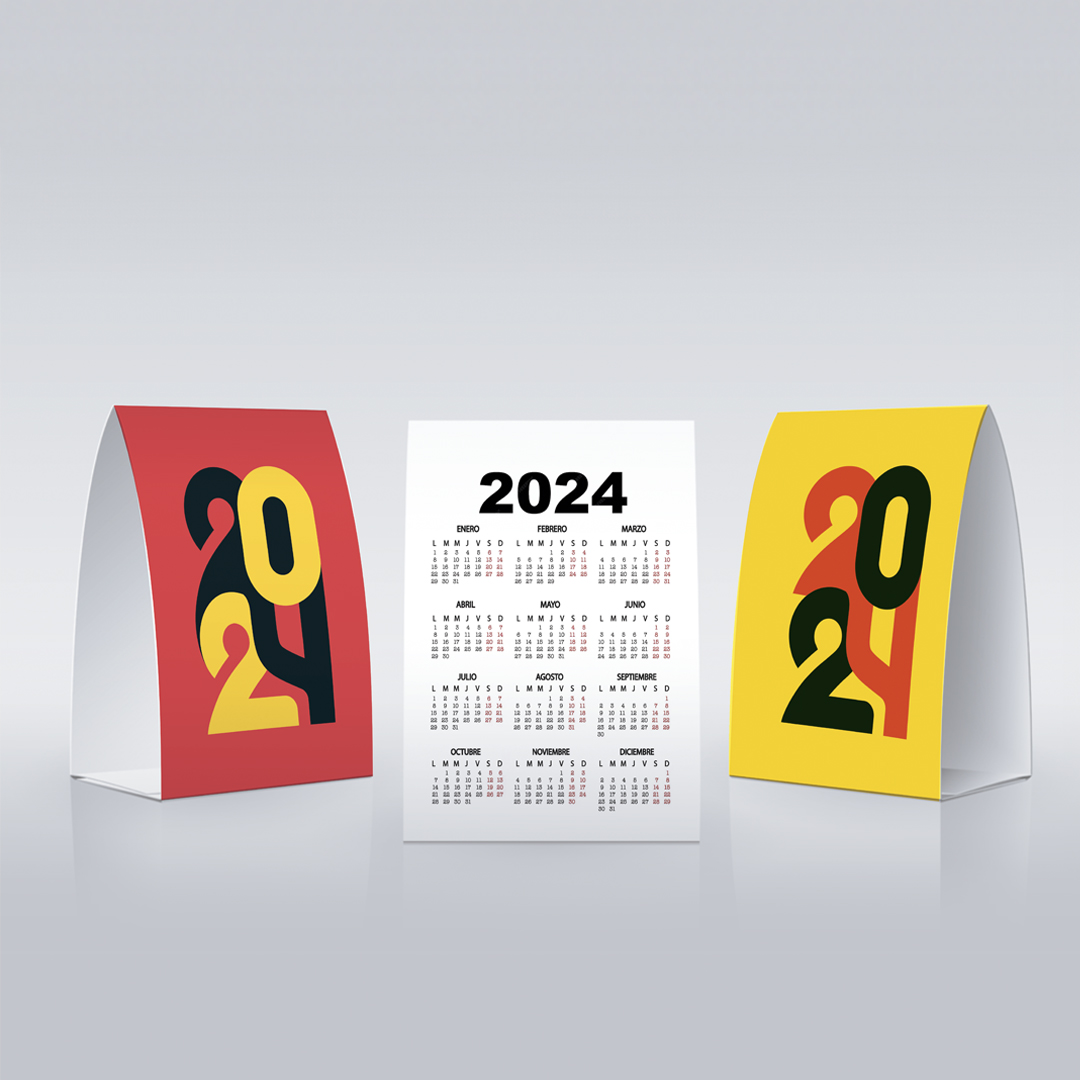 20
24
2024
ENERO
L M M J V S D
1 2 3 4 5 6 7
8 9 10 11 12 13 14
15 16 17 18 19 20 21
22 23 24 25 26 27 28
29 30 31
FEBRERO
L M M J V S D
1 2 3 4
5 6 7 8 9 10 11
12 13 14 15 16 17 18
19 20 21 22 23 24 25
26 27 28 29
MARZO
L M M J V S D
1 2 3
4 5 6 7 8 9 10
11 12 13 14 15 16 17
18 19 20 21 22 23 24
25 26 27 28 29 30 31
ABRIL
L M M J V S D
1 2 3 4 5 6 7
8 9 10 11 12 13 14
15 16 17 18 19 20 21
22 23 24 25 26 27 28
29 30
MAYO
L M M J V S D
1 2 3 4 5
6 7 8 9 10 11 12
13 14 15 16 17 18 19
20 21 22 23 24 25 26
27 28 29 30 31
JUNIO
L M M J V S D
1 2
3 4 5 6 7 8 9
10 11 12 13 14 15 16
17 18 19 20 21 22 23
24 25 26 27 28 29 30
JULIO
L M M J V S D
1 2 3 4 5 6 7
8 9 10 11 12 13 14
15 16 17 18 19 20 21
22 23 24 25 26 27 28
29 30 31
AGOSTO
L M M J V S D
1 2 3 4
5 6 7 8 9 10 11
12 13 14 15 16 17 18
19 20 21 22 23 24 25
26 27 28 29 30 31
SEPTIEMBRE
L M M J V S D
1
2 3 4 5 6 7 8
9 10 11 12 13 14 15
16 17 18 19 20 21 22
23 24 25 26 27 28 29
30
OCTUBRE
L M M J V S D
1 2 3 4 5 6
7 8 9 10 11 12 13
14 15 16 17 18 19 20
21 22 23 24 25 26 27
28 29 30 31
NOVIEMBRE
L M M J V S D
1 2 3
4 5 6 7 8 9 10
11 12 13 14 15 16 17
18 19 20 21 22 23 24
25 26 27 28 29 30
DICIEMBRE
L M M J V S D
1
2 3 4 5 6 7 8
9 10 11 12 13 14 15
16 17 18 19 20 21 22
23 24 25 26 27 28 29
30 31
20
24